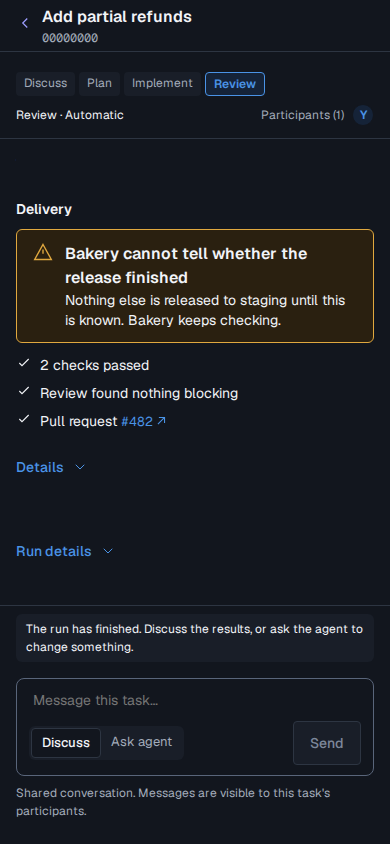 Add partial refunds
00000000
Discuss
Plan
Implement
Review
Review · Automatic
Participants (1)
Y
Delivery
Bakery cannot tell whether the
release finished
Nothing else is released to staging until this
is known. Bakery keeps checking.
2 checks passed
Review found nothing blocking
Pull request #482
Details
Run details
The run has finished. Discuss the results, or ask the agent to
change something.
Message this task...
Discuss
Ask agent
Send
Shared conversation. Messages are visible to this task's
participants.